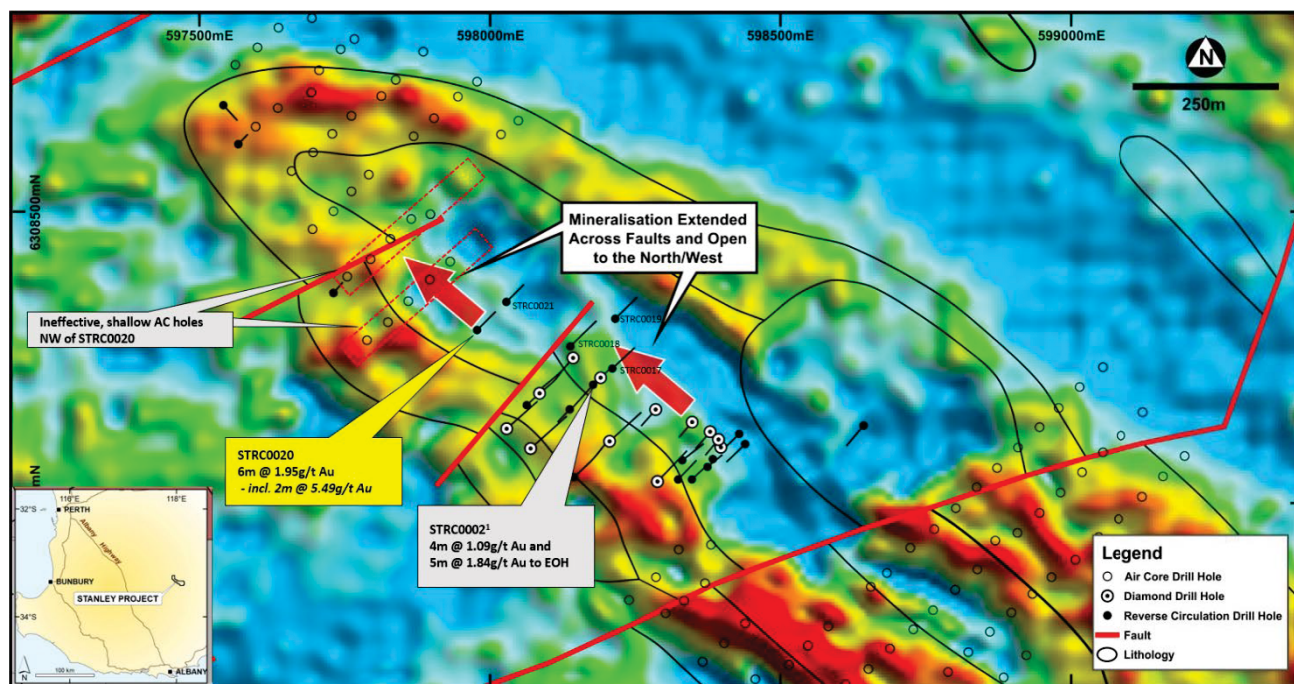 597500mE
598000mE
598500mE
599000mE
N
250m
6308500mN
Mineralisation Extended
Across Faults and Open
to the North/West
STRC0021
STRC0019
STRC0018
STRC0017
Ineffective, shallow AC holes
NW of STRC0020
STRC0020
6m @ 1.95g/t Au
- incl. 2m @ 5.49g/t Au
STRC0002¹
4m @ 1.09g/t Au and
5m @ 1.84g/t Au to EOH
mN
116°E
118°E
32°S
PERTH
Albany
Highway
BUNBURY
STANLEY PROJECT
34°S
100 km
N
ALBANY
Legend
Air Core Drill Hole
Diamond Drill Hole
Reverse Circulation Drill Hole
Fault
Lithology